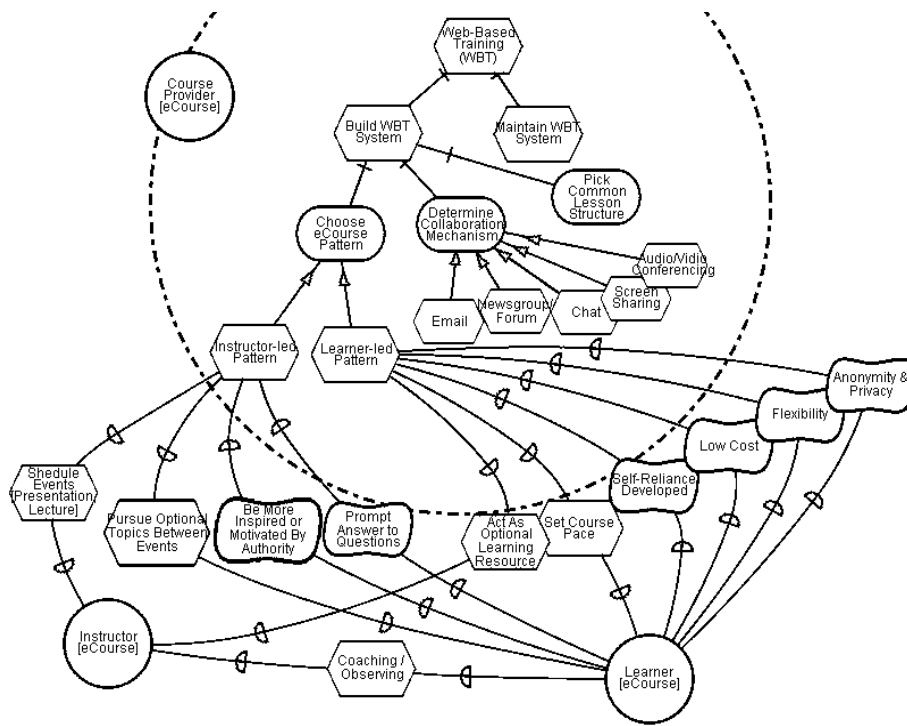 Web-Based
Training
(WBT)
Course
Provider
[eCourse]
Build WBT
System
Maintain WBT
System
Pick
Common
Lesson
Structure
Choose
eCourse
Pattern
Determine
Collaboration
Mechanism
Audio/Vidio
Conferencing
Screen
Sharing
Email
Newsgroup/
Forum
Chat
Instructor-led
Pattern
Learner-led
Pattern
Anonymity &
Privacy
Flexibility
Low Cost
Self-Reliance
Developed
Shedule
Events
[Presentation,
Lecture]
Pursue Optional
Topics Between
Events
Be More
Inspired or
Motivated By
Authority
Prompt
Answer to
Questions
Act As
Optional
Learning
Resource
Set Course
Pace
Instructor
[eCourse]
Coaching /
Observing
Learner
[eCourse]